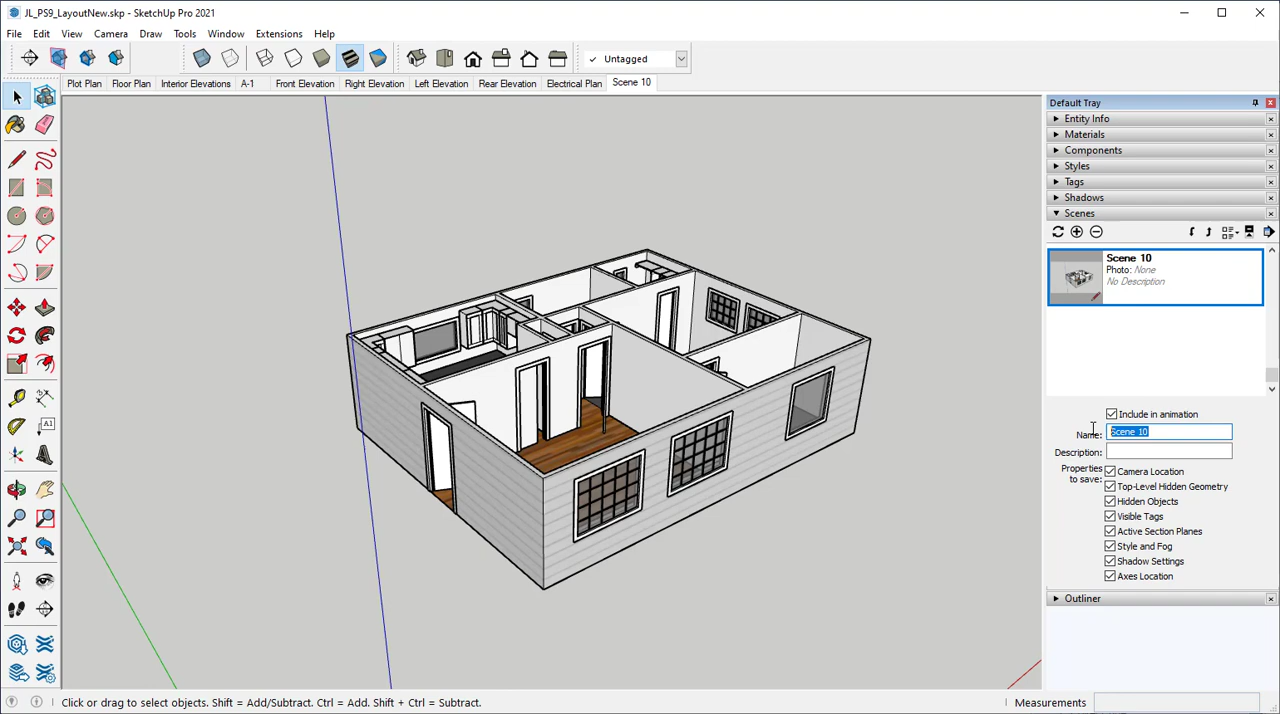 JL_PS9_LayoutNew.skp - SketchUp Pro 2021
File Edit View Camera Draw Tools Window Extensions Help
Untagged
Plot Plan Floor Plan Interior Elevations A-1 Front Elevation Right Elevation Left Elevation Rear Elevation Electrical Plan Scene 10
Default Tray
Entity Info
Materials
Components
Styles
Tags
Shadows
Scenes
Scene 10
Photo: None
No Description
Include in animation
Name: Scene 10
Description:
Properties to save:
Camera Location
Top-Level Hidden Geometry
Hidden Objects
Visible Tags
Active Section Planes
Style and Fog
Shadow Settings
Axes Location
Outliner
Click or drag to select objects. Shift = Add/Subtract. Ctrl = Add. Shift + Ctrl = Subtract.
Measurements